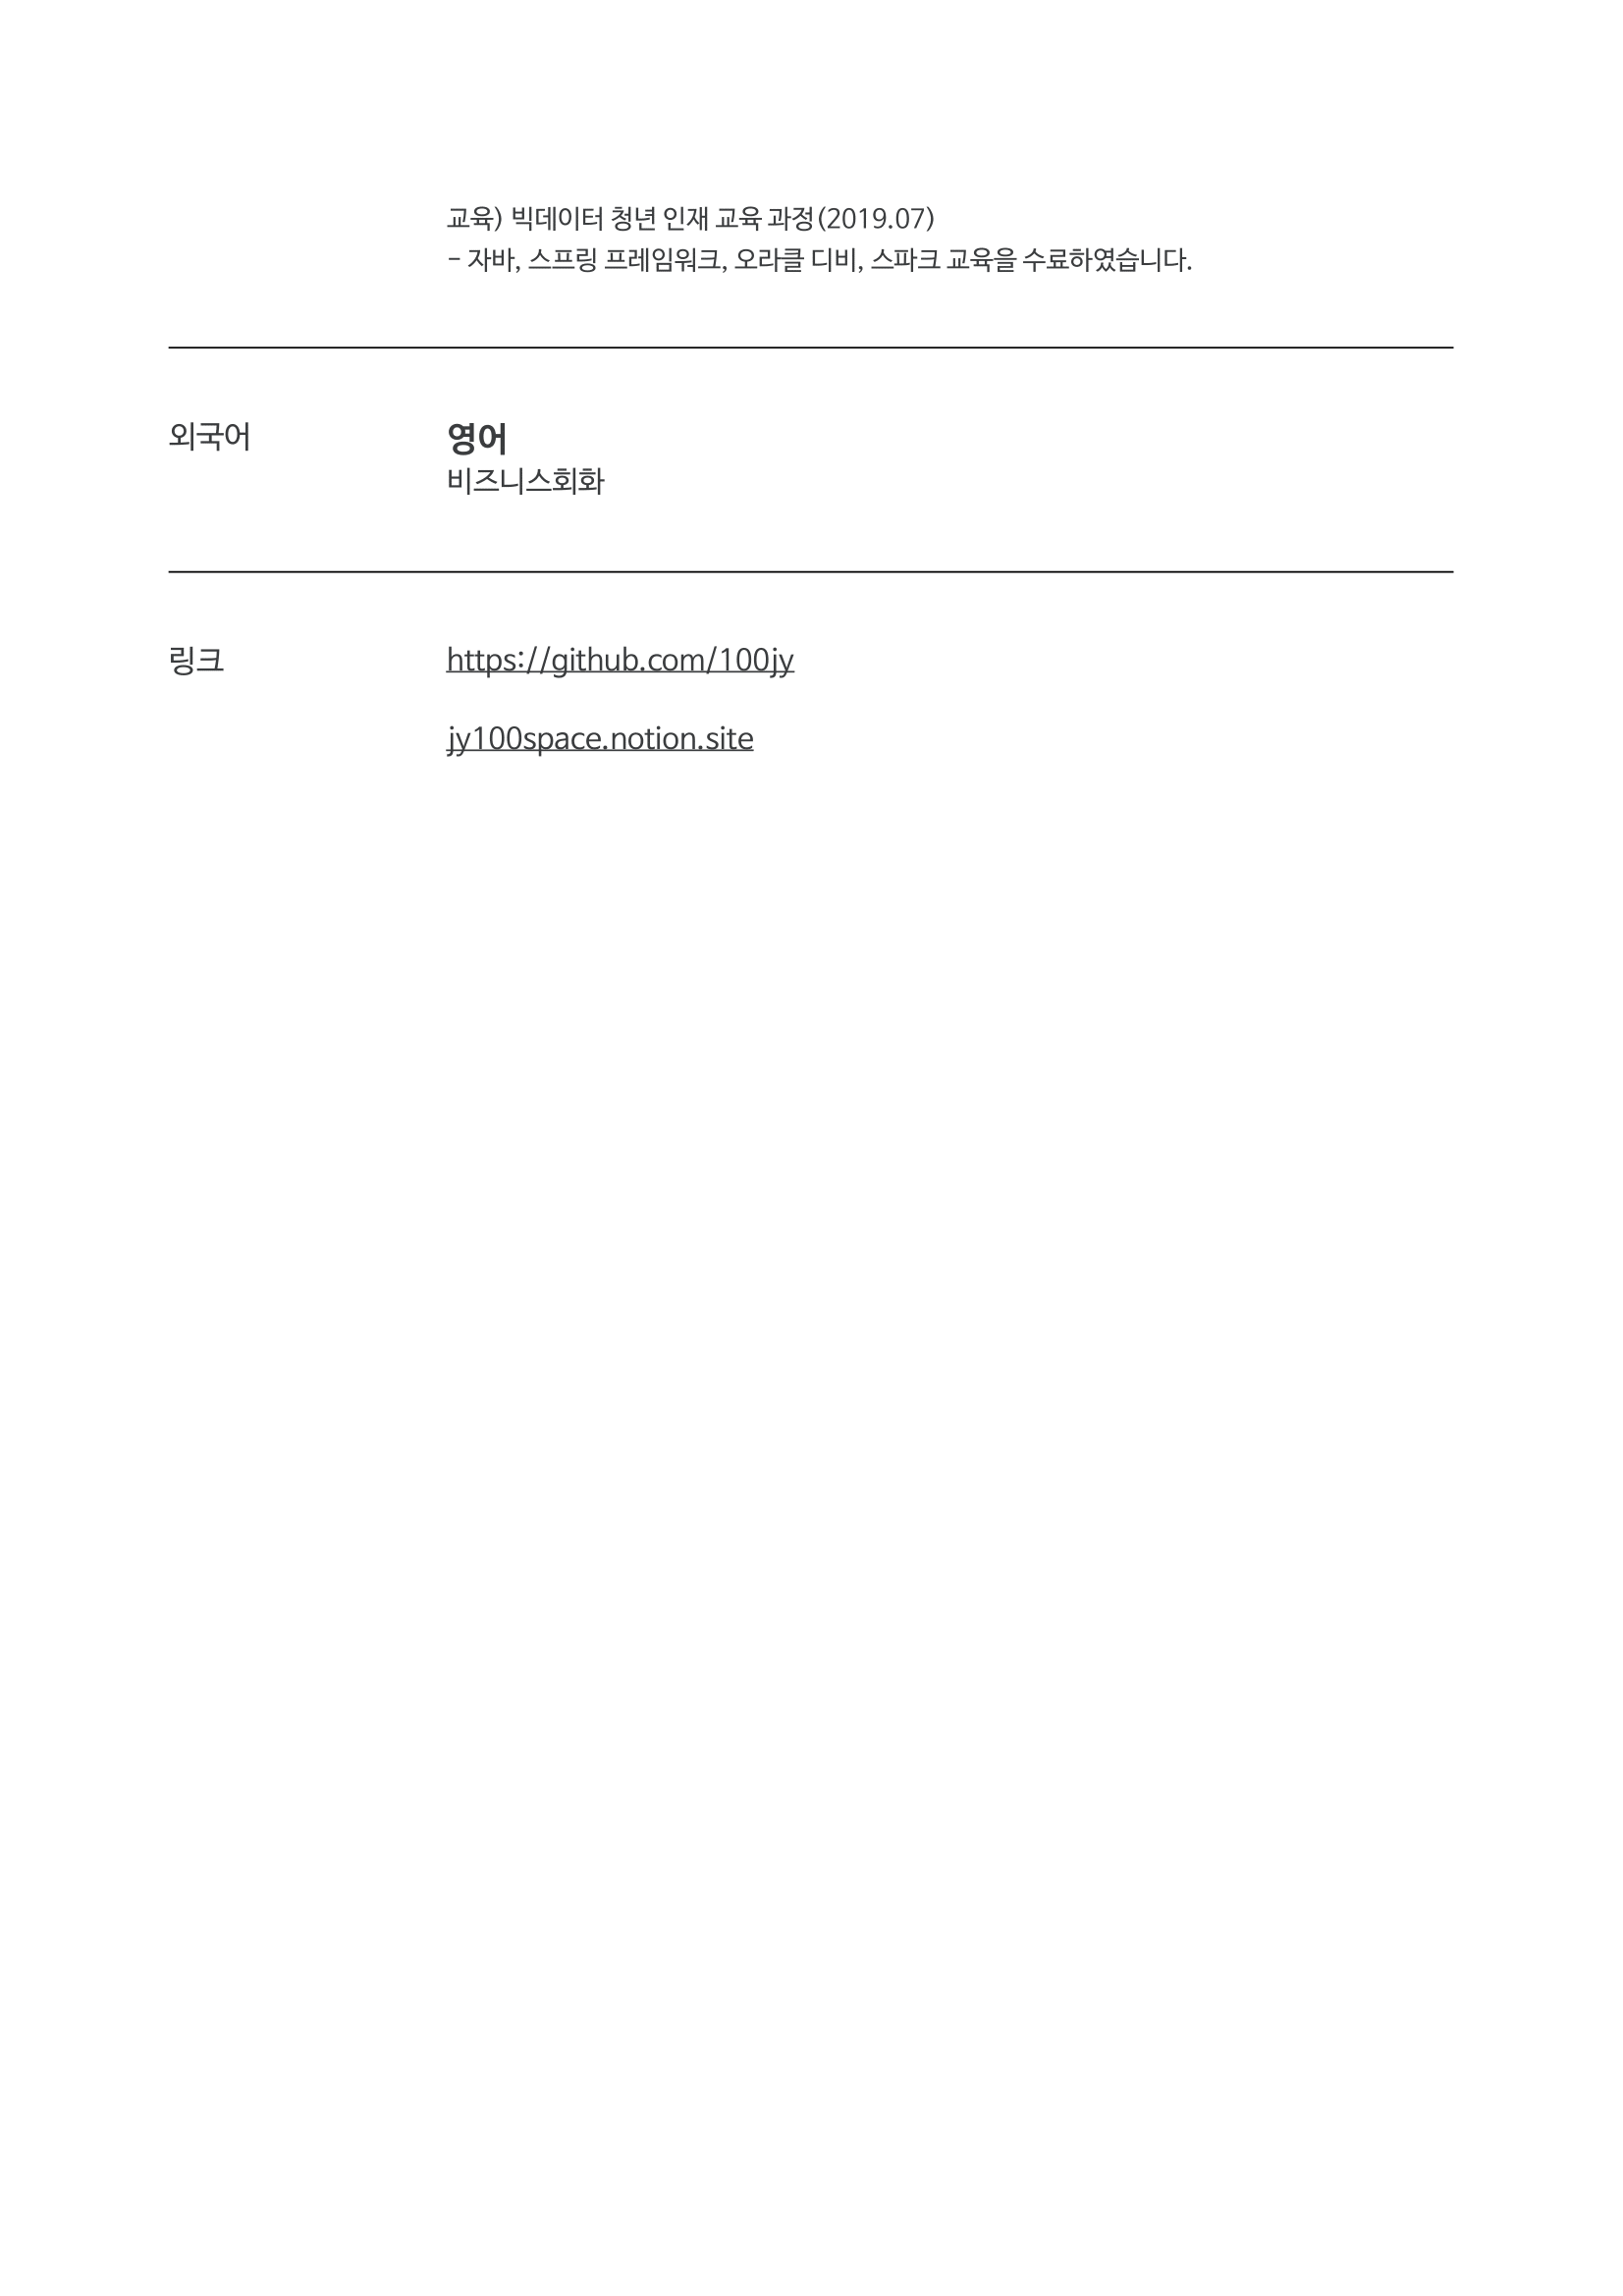 교육) 빅데이터 청년 인재 교육 과정(2019.07)
- 자바, 스프링 프레임워크, 오라클 디비, 스파크 교육을 수료하였습니다.
외국어
영어
비즈니스회화
링크
https://github.com/100jy
jy100space.notion.site